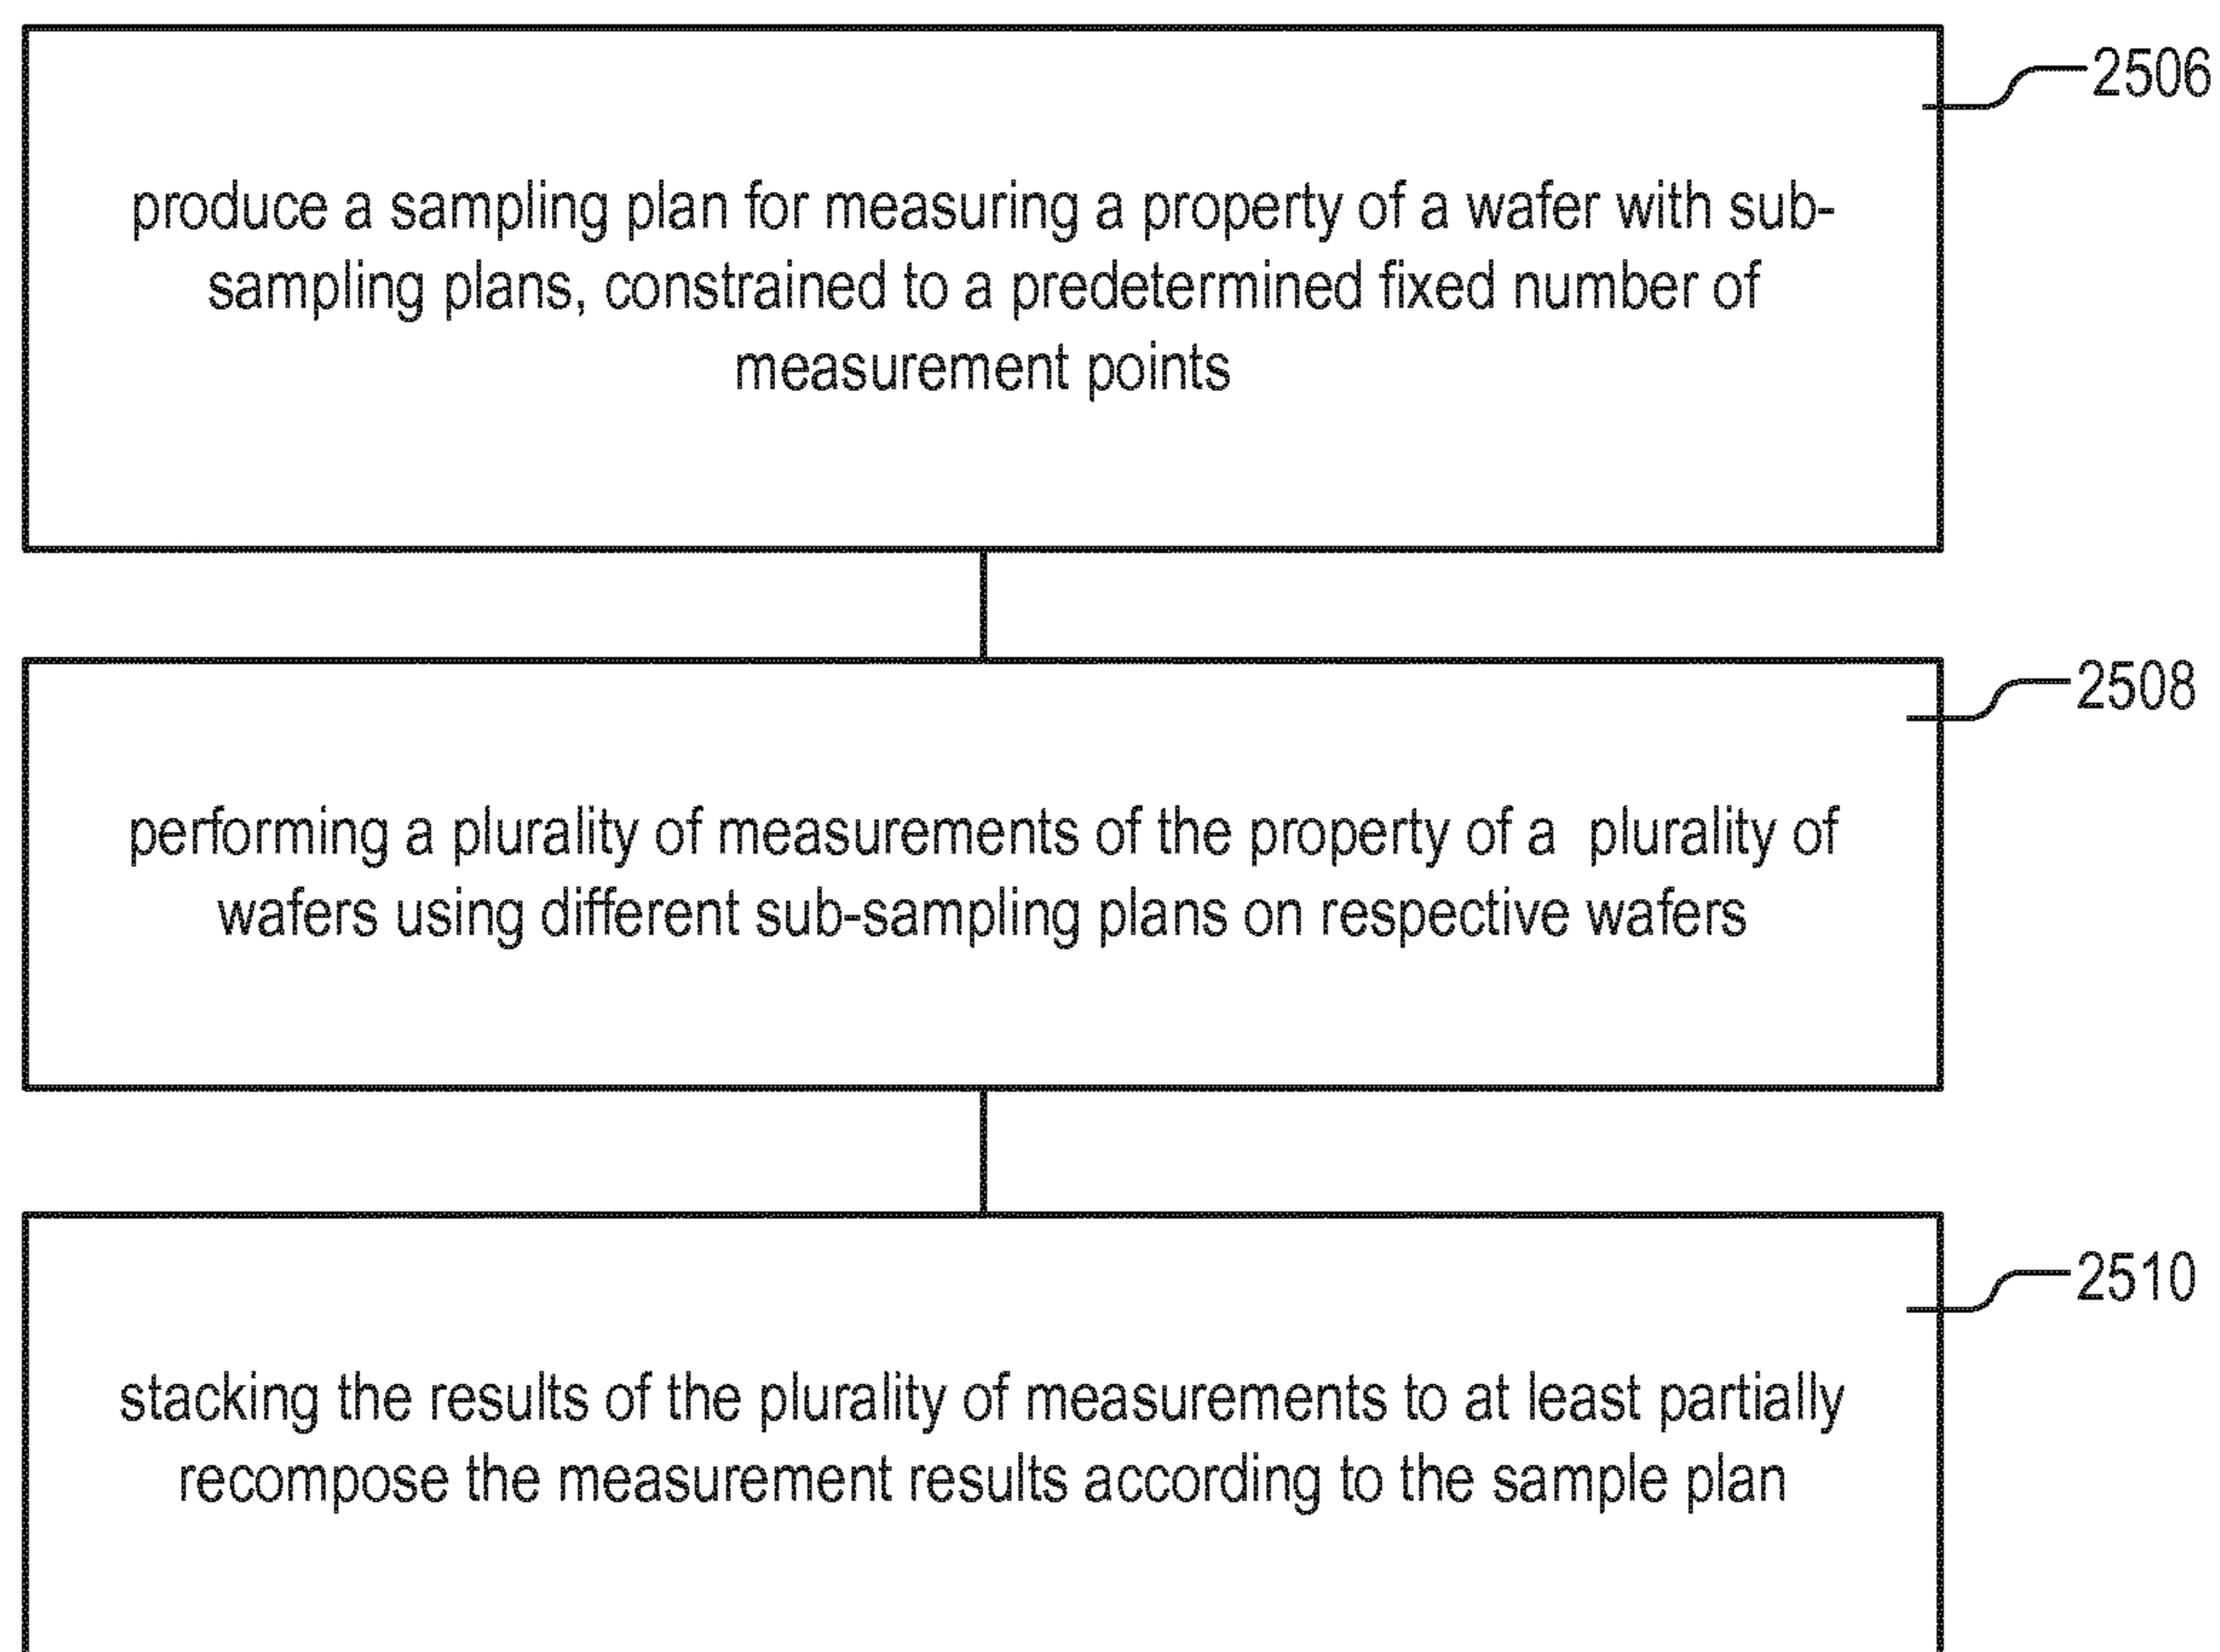 2506
produce a sampling plan for measuring a property of a wafer with sub-
sampling plans, constrained to a predetermined fixed number of
measurement points
2508
performing a plurality of measurements of the property of a plurality of
wafers using different sub-sampling plans on respective wafers
2510
stacking the results of the plurality of measurements to at least partially
recompose the measurement results according to the sample plan